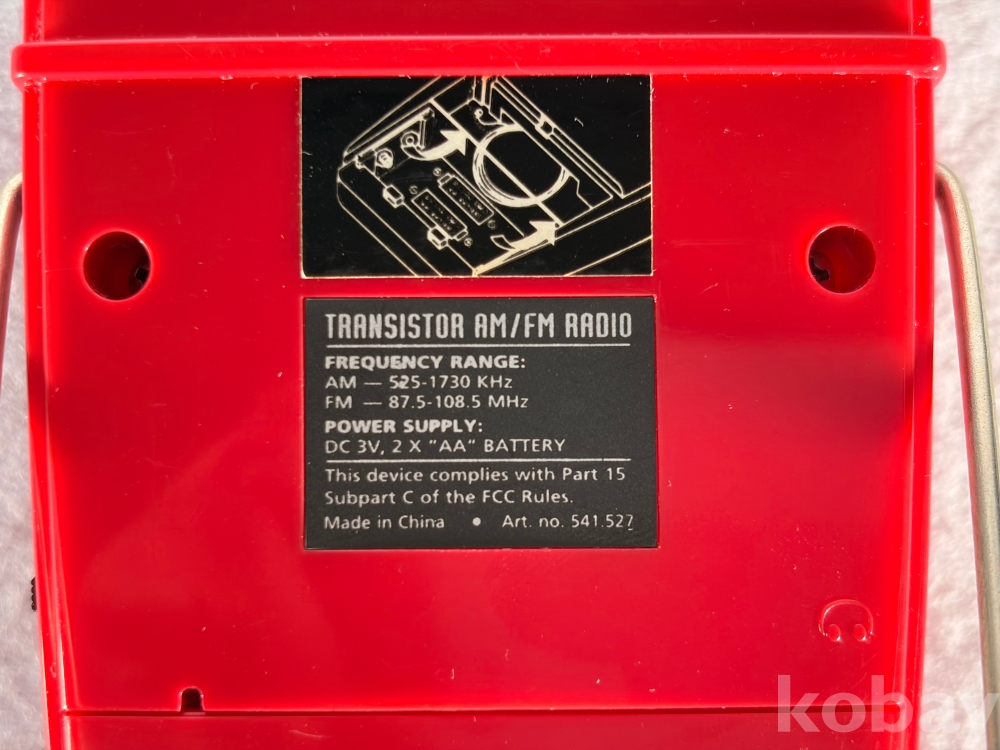 TRANSISTOR AM/FM RADIO
FREQUENCY RANGE:
AM — 525-1730 KHz
FM — 87.5-108.5 MHz
POWER SUPPLY:
DC 3V, 2 X "AA" BATTERY
This device complies with Part 15
Subpart C of the FCC Rules.
Made in China • Art. no. 541.527
kobay